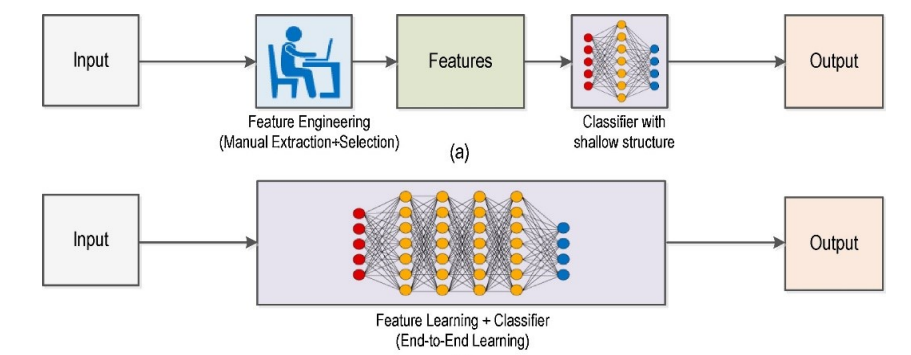 Input
Features
Output
Feature Engineering
(Manual Extraction+Selection)
Classifier with
shallow structure
(a)
Input
Output
Feature Learning + Classifier
(End-to-End Learning)